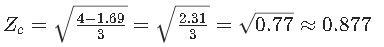 $Z_c = \sqrt{\frac{4-1.69}{3}} = \sqrt{\frac{2.31}{3}} = \sqrt{0.77} \approx 0.877$